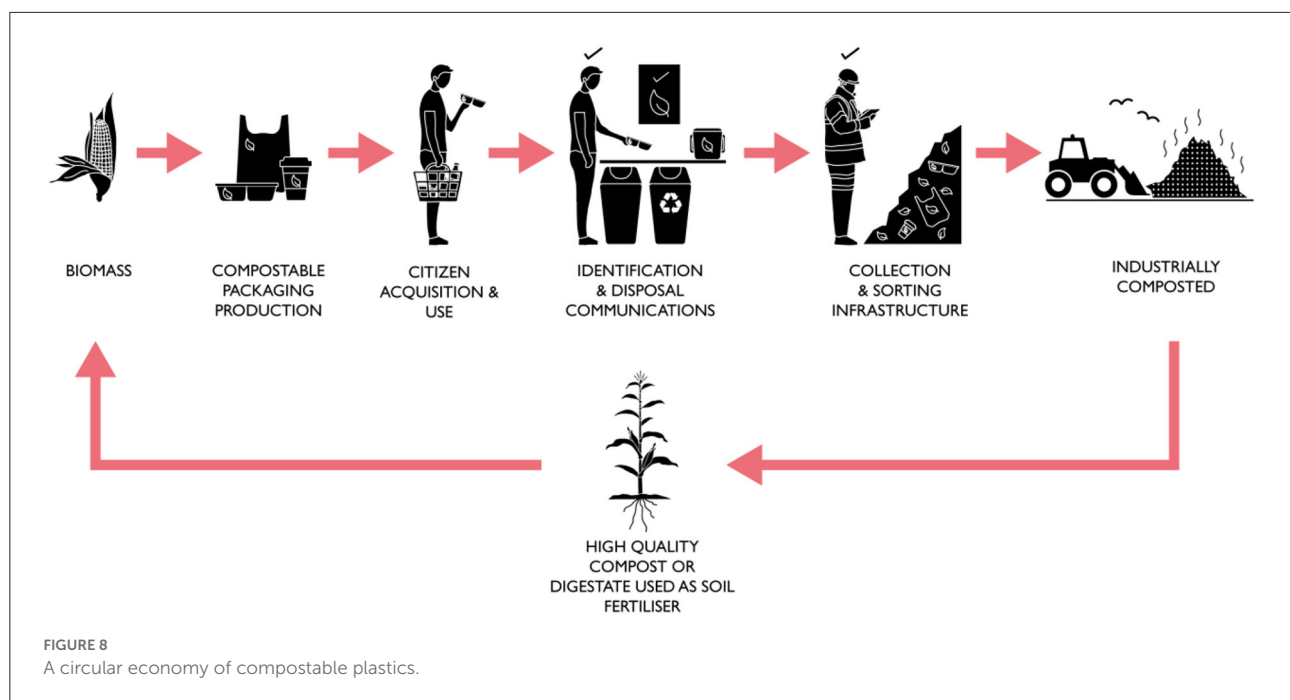 BIOMASS
COMPOSTABLE
PACKAGING
PRODUCTION
CITIZEN
ACQUISITION &
USE
IDENTIFICATION
& DISPOSAL
COMMUNICATIONS
COLLECTION
& SORTING
INFRASTRUCTURE
INDUSTRIALLY
COMPOSTED
HIGH QUALITY
COMPOST OR
DIGESTATE USED AS SOIL
FERTILISER
FIGURE 8
A circular economy of compostable plastics.